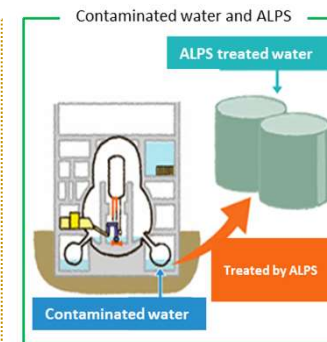 Contaminated water and ALPS
ALPS treated water
Treated by ALPS
Contaminated water